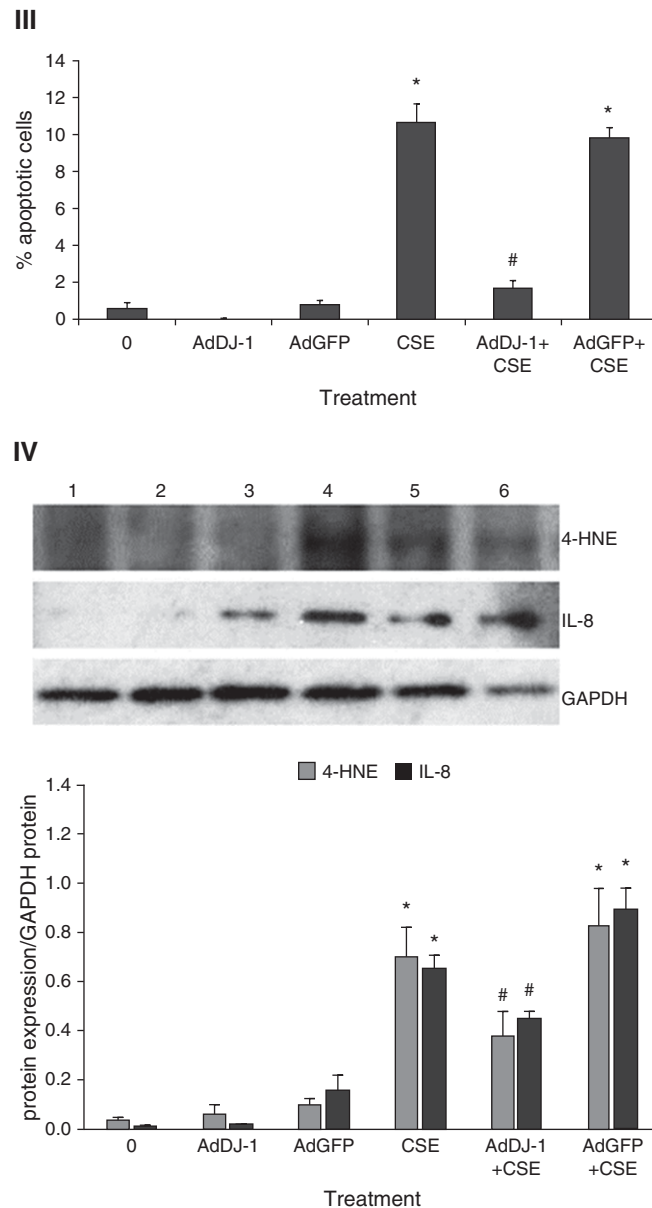 III
14
12
10
8
6
4
2
0
% apoptotic cells
*
#
*
0 AdDJ-1 AdGFP CSE AdDJ-1+ CSE AdGFP+ CSE
Treatment
IV
1 2 3 4 5 6
4-HNE
IL-8
GAPDH
4-HNE IL-8
1.4
1.2
1.0
0.8
0.6
0.4
0.2
0.0
protein expression/GAPDH protein
* *
# #
* *
0 AdDJ-1 AdGFP CSE AdDJ-1 +CSE AdGFP +CSE
Treatment